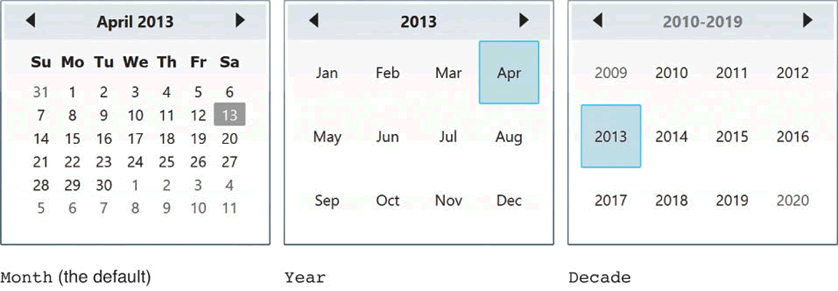 April 2013
Su Mo Tu We Th Fr Sa
31 1 2 3 4 5 6
7 8 9 10 11 12 13
14 15 16 17 18 19 20
21 22 23 24 25 26 27
28 29 30 1 2 3 4
5 6 7 8 9 10 11
Month (the default)
2013
Jan Feb Mar Apr
May Jun Jul Aug
Sep Oct Nov Dec
Year
2010-2019
2009 2010 2011 2012
2013 2014 2015 2016
2017 2018 2019 2020
Decade